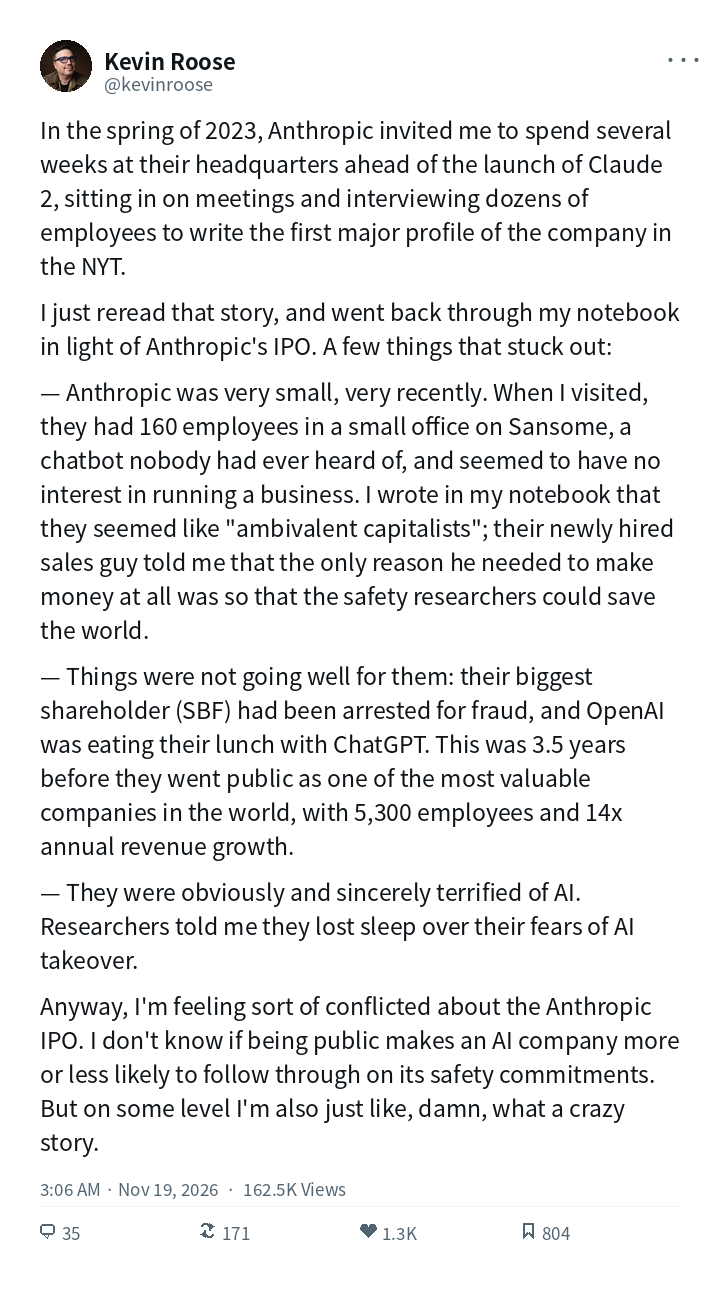 Kevin Roose
@kevinroose
In the spring of 2023, Anthropic invited me to spend several
weeks at their headquarters ahead of the launch of Claude
2, sitting in on meetings and interviewing dozens of
employees to write the first major profile of the company in
the NYT.
I just reread that story, and went back through my notebook
in light of Anthropic's IPO. A few things that stuck out:
— Anthropic was very small, very recently. When I visited,
they had 160 employees in a small office on Sansome, a
chatbot nobody had ever heard of, and seemed to have no
interest in running a business. I wrote in my notebook that
they seemed like "ambivalent capitalists"; their newly hired
sales guy told me that the only reason he needed to make
money at all was so that the safety researchers could save
the world.
— Things were not going well for them: their biggest
shareholder (SBF) had been arrested for fraud, and OpenAI
was eating their lunch with ChatGPT. This was 3.5 years
before they went public as one of the most valuable
companies in the world, with 5,300 employees and 14x
annual revenue growth.
— They were obviously and sincerely terrified of AI.
Researchers told me they lost sleep over their fears of AI
takeover.
Anyway, I'm feeling sort of conflicted about the Anthropic
IPO. I don't know if being public makes an AI company more
or less likely to follow through on its safety commitments.
But on some level I'm also just like, damn, what a crazy
story.
3:06 AM · Nov 19, 2026 · 162.5K Views
35 171 1.3K 804